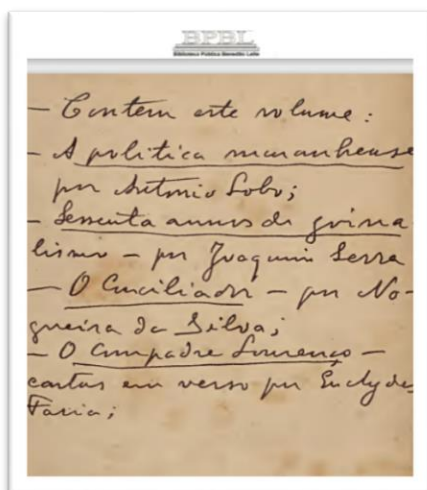 BPBL
Biblioteca Pública Benedito Leite
— Contem este volume:
— A politica maranhense
por Antonio Lobo;
— Sessenta annos de jorna
lismo — por Joaquim Serra
— O Conciliador — por No-
gueira da Silva;
— O Compadre Lourenço —
cartas em verso por Euclydes
Faria;